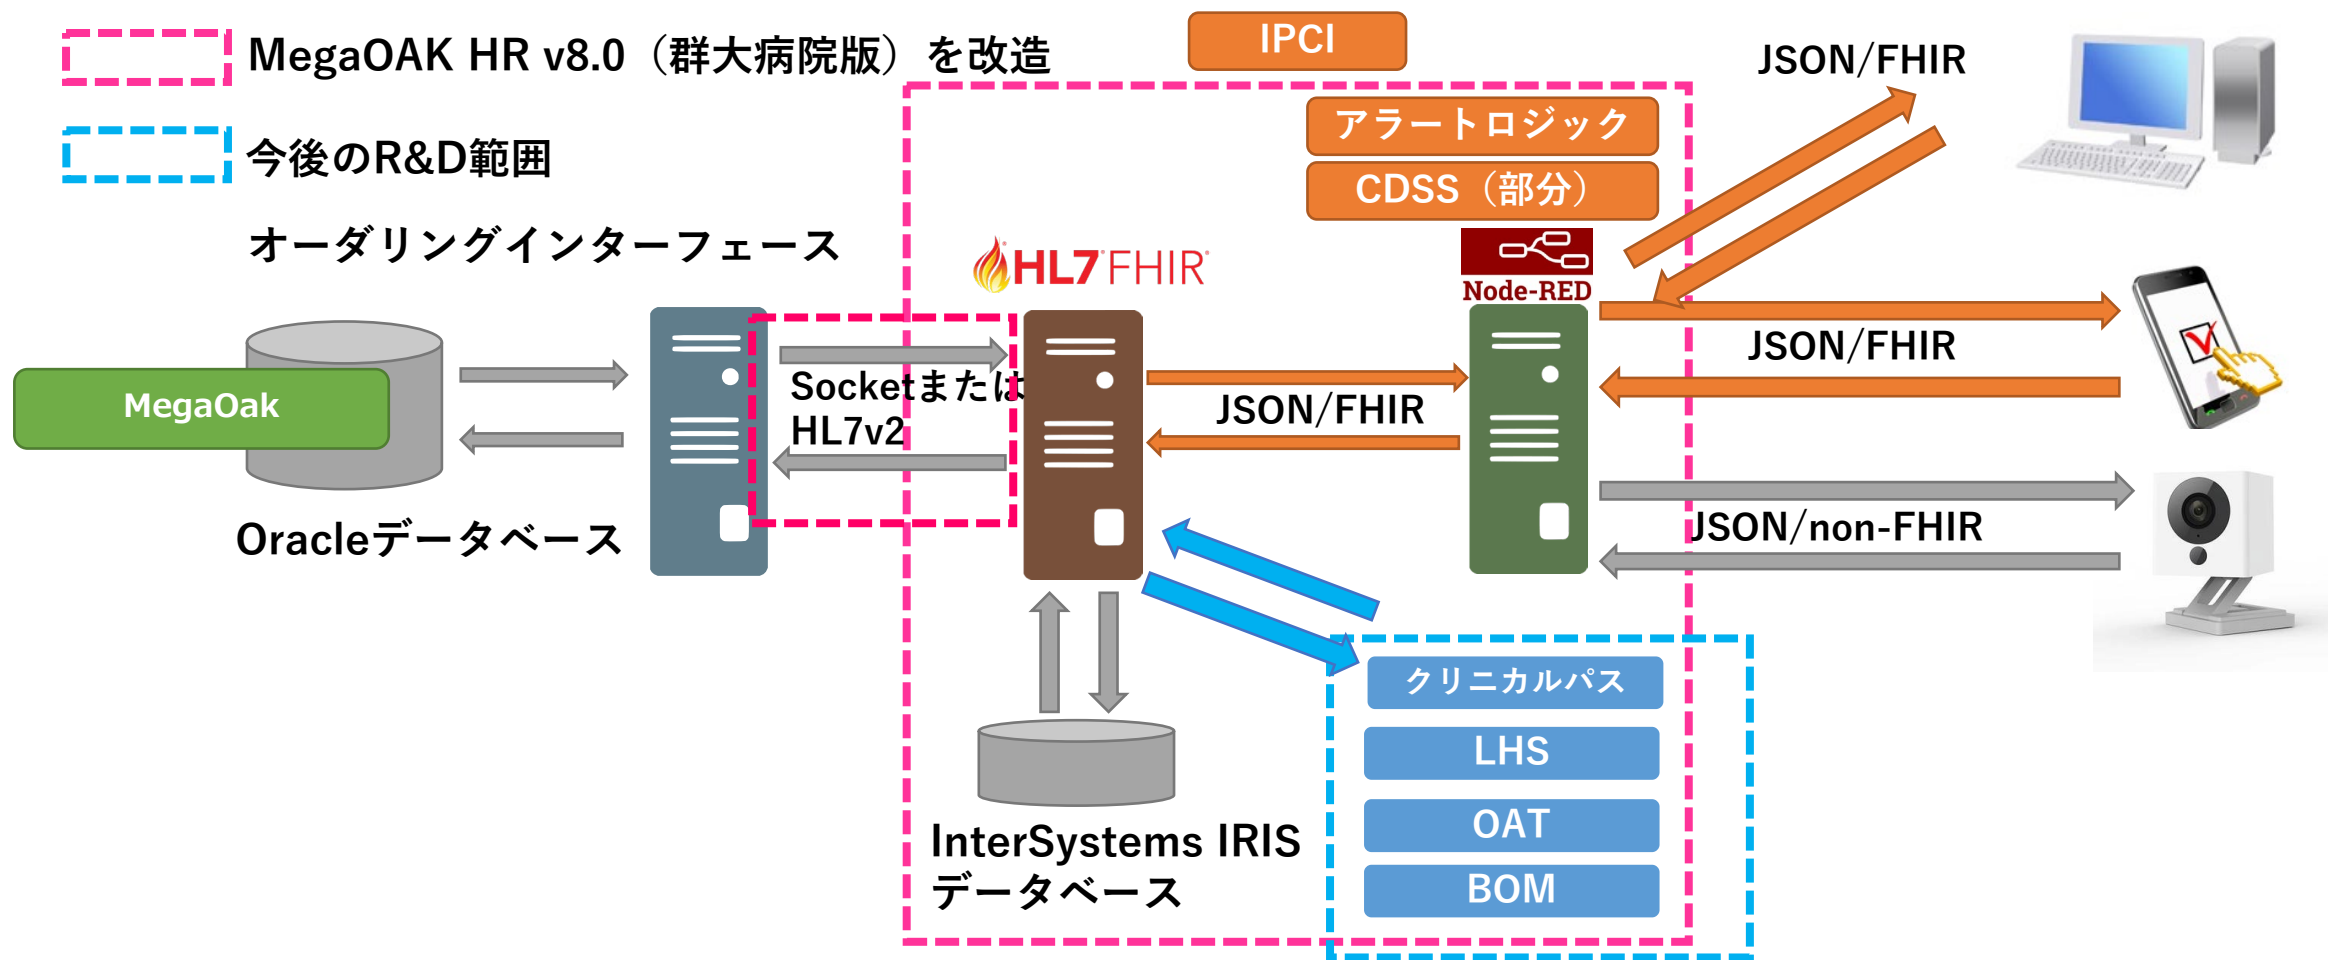 MegaOAK HR v8.0（群大病院版）を改造
今後のR&D範囲
IPCI
アラートロジック
CDSS（部分）
JSON/FHIR
オーダリングインターフェース
HL7 FHIR
Node-RED
MegaOak
Socketまたは
HL7v2
JSON/FHIR
JSON/FHIR
JSON/non-FHIR
Oracleデータベース
クリニカルパス
LHS
OAT
BOM
InterSystems IRIS
データベース